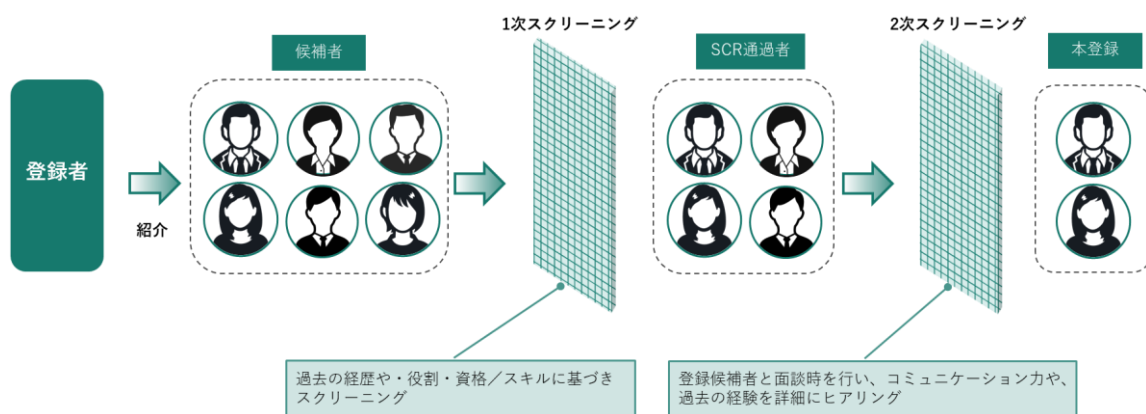 1次スクリーニング
2次スクリーニング
候補者
SCR通過者
本登録
登録者
紹介
過去の経歴や・役割・資格／スキルに基づき
スクリーニング
登録候補者と面談時を行い、コミュニケーション力や、
過去の経験を詳細にヒアリング